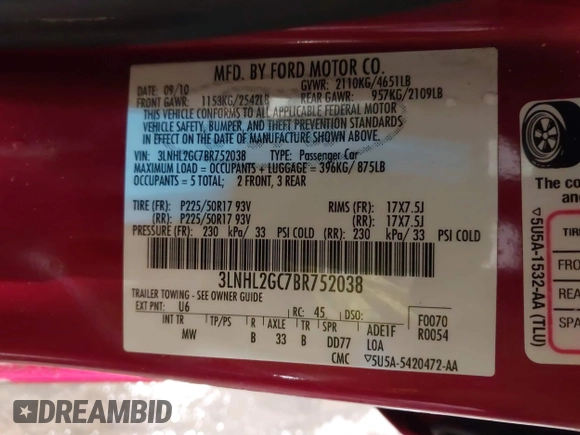 MFD. BY FORD MOTOR CO.
DATE: 09/10 GVWR: 2110KG/4651LB
FRONT GAWR: 1153KG/2542LB REAR GAWR: 957KG/2109LB
THIS VEHICLE CONFORMS TO ALL APPLICABLE FEDERAL MOTOR
VEHICLE SAFETY, BUMPER, AND THEFT PREVENTION STANDARDS
IN EFFECT ON THE DATE OF MANUFACTURE SHOWN ABOVE.
VIN: 3LNHL2GC7BR752038 TYPE: Passenger Car
MAXIMUM LOAD = OCCUPANTS + LUGGAGE = 396KG/ 875LB
OCCUPANTS = 5 TOTAL; 2 FRONT, 3 REAR
TIRE (FR): P225/50R17 93V RIMS (FR): 17X7.5J
(RR): P225/50R17 93V (RR): 17X7.5J
PRESSURE (FR): 230 kPa/ 33 PSI COLD (RR): 230 kPa/ 33 PSI COLD
3LNHL2GC7BR752038
TRAILER TOWING - SEE OWNER GUIDE
EXT PNT: U6 RC: 45 DSO: F0070
INT TR TP/PS R AXLE TR SPR ADE1F R0054
MW B 33 B DD77 LOA
CMC ▽5U5A-5420472-AA
The co
an
▽5U5A-1532-AA (TLU)
TIRE
FRO
REA
SPA
DREAMBID